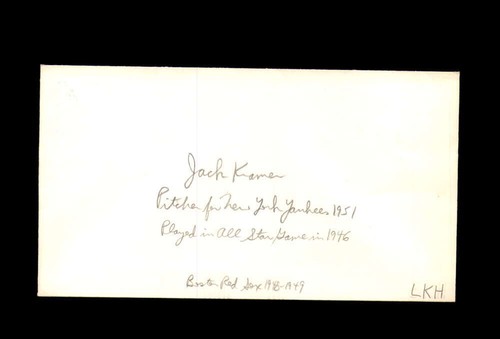 Jack Kramer
Pitcher for New York Yankees 1951
Played in All Star Game in 1946
Boston Red Sox 1948-1949
LKH